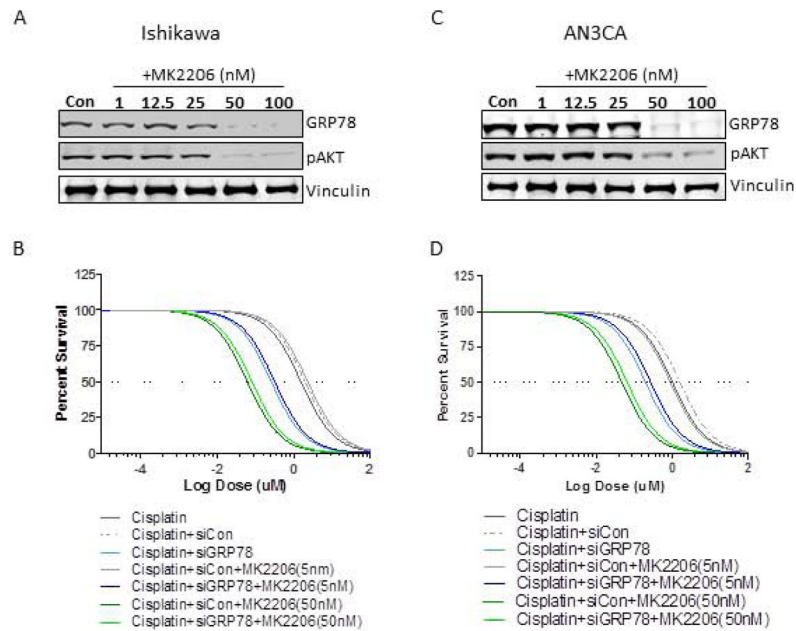 A
Ishikawa
+MK2206 (nM)
Con 1 12.5 25 50 100
GRP78
pAKT
Vinculin
C
AN3CA
+MK2206 (nM)
Con 1 12.5 25 50 100
GRP78
pAKT
Vinculin
B
Percent Survival
125
100
75
50
25
0
-4 -2 0 2
Log Dose (uM)
Cisplatin
Cisplatin+siCon
Cisplatin+siGRP78
Cisplatin+siCon+MK2206(5nm)
Cisplatin+siGRP78+MK2206(5nM)
Cisplatin+siCon+MK2206(50nM)
Cisplatin+siGRP78+MK2206(50nM)
D
Percent Survival
125
100
75
50
25
0
-4 -2 0 2
Log Dose (uM)
Cisplatin
Cisplatin+siCon
Cisplatin+siGRP78
Cisplatin+siCon+MK2206(5nM)
Cisplatin+siGRP78+MK2206(5nM)
Cisplatin+siCon+MK2206(50nM)
Cisplatin+siGRP78+MK2206(50nM)